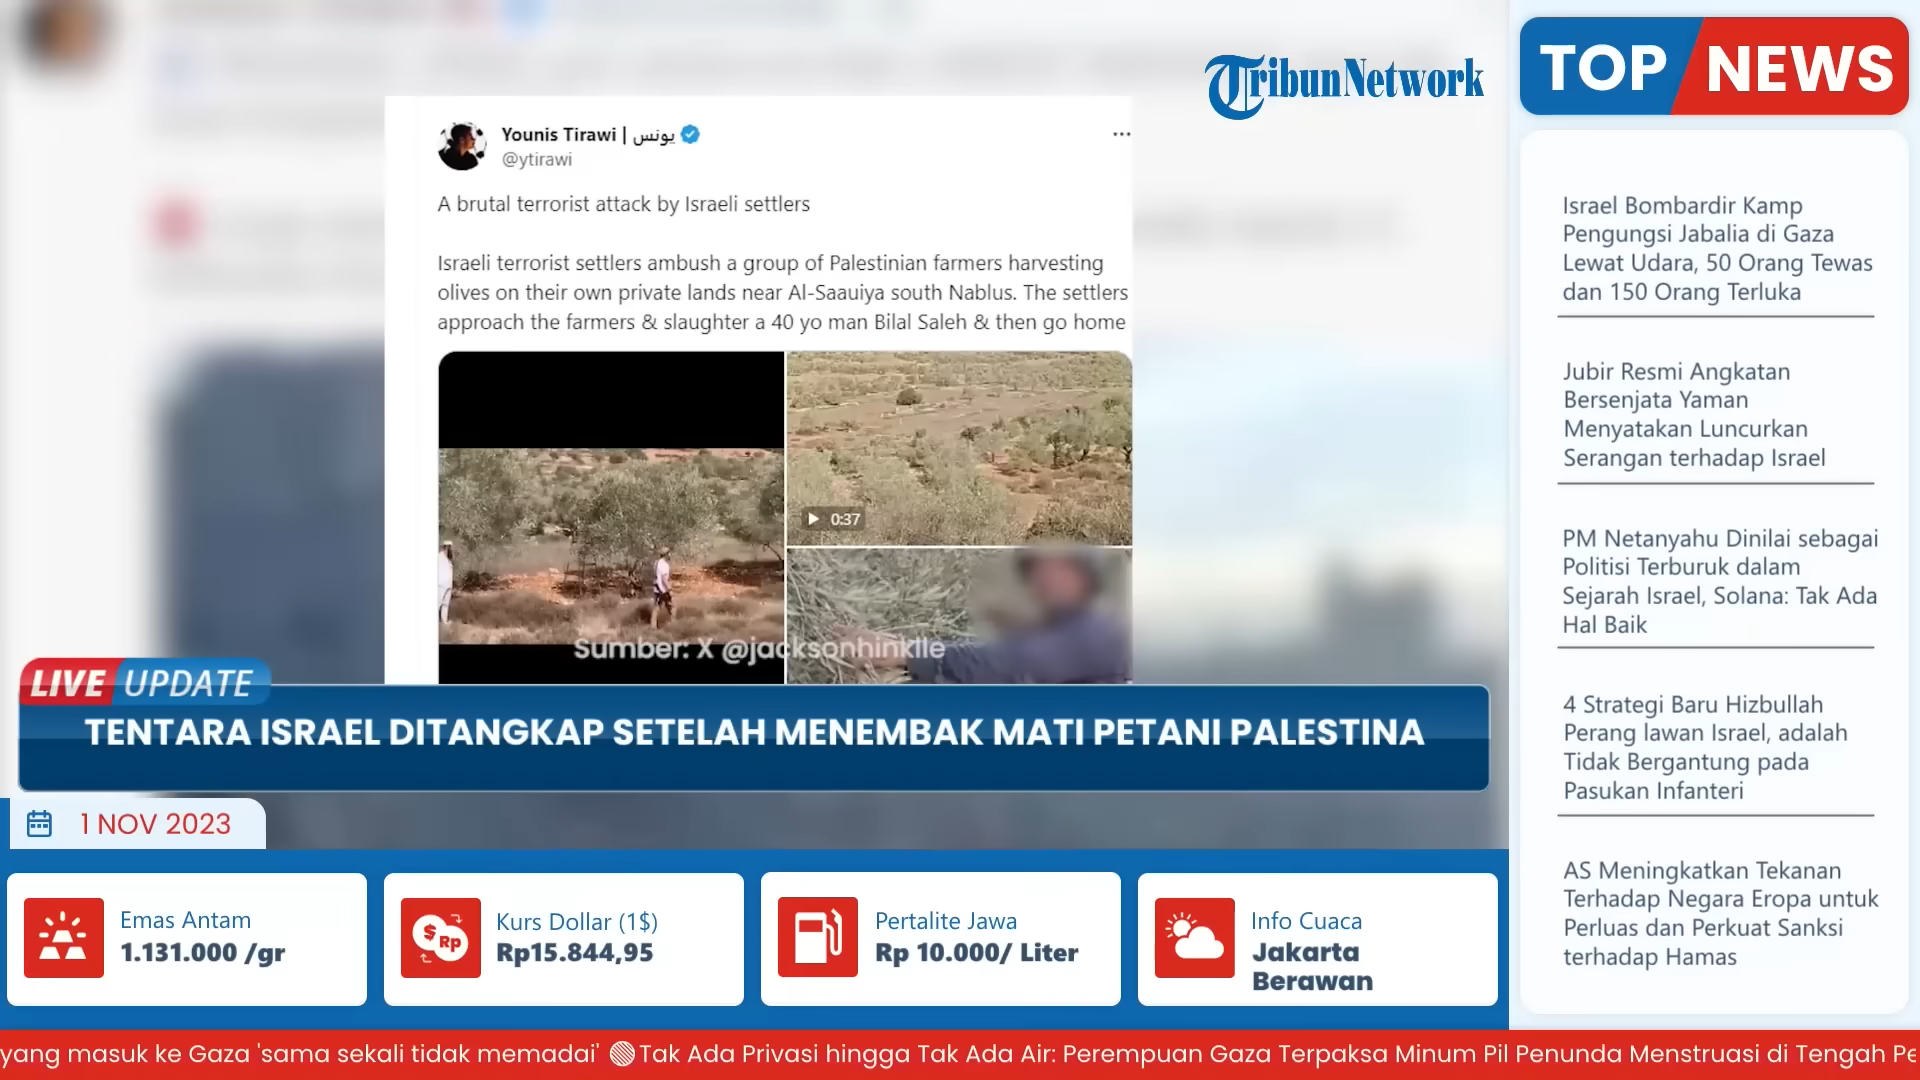 TribunNetwork
TOP NEWS
Younis Tirawi | يونس
@ytirawi
A brutal terrorist attack by Israeli settlers
Israeli terrorist settlers ambush a group of Palestinian farmers harvesting
olives on their own private lands near Al-Saauiya south Nablus. The settlers
approach the farmers & slaughter a 40 yo man Bilal Saleh & then go home
0:37
Sumber: X @jacksonhinklle
LIVE UPDATE
TENTARA ISRAEL DITANGKAP SETELAH MENEMBAK MATI PETANI PALESTINA
1 NOV 2023
Israel Bombardir Kamp
Pengungsi Jabalia di Gaza
Lewat Udara, 50 Orang Tewas
dan 150 Orang Terluka
Jubir Resmi Angkatan
Bersenjata Yaman
Menyatakan Luncurkan
Serangan terhadap Israel
PM Netanyahu Dinilai sebagai
Politisi Terburuk dalam
Sejarah Israel, Solana: Tak Ada
Hal Baik
4 Strategi Baru Hizbullah
Perang lawan Israel, adalah
Tidak Bergantung pada
Pasukan Infanteri
AS Meningkatkan Tekanan
Terhadap Negara Eropa untuk
Perluas dan Perkuat Sanksi
terhadap Hamas
Emas Antam
1.131.000 /gr
$ Rp
Kurs Dollar (1$)
Rp15.844,95
Pertalite Jawa
Rp 10.000/ Liter
Info Cuaca
Jakarta
Berawan
yang masuk ke Gaza 'sama sekali tidak memadai' Tak Ada Privasi hingga Tak Ada Air: Perempuan Gaza Terpaksa Minum Pil Penunda Menstruasi di Tengah